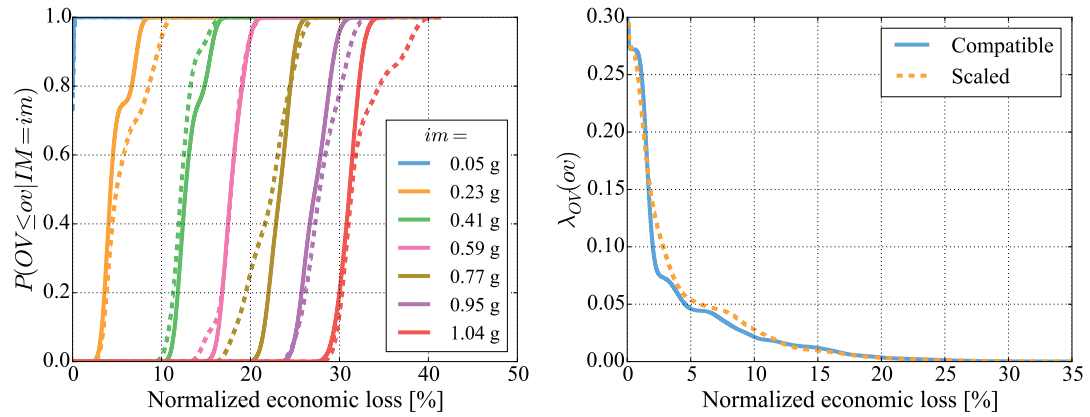 1.0
0.8
0.6
0.4
0.2
0.0
P(OV≤ov|IM=im)
0 10 20 30 40 50
Normalized economic loss [%]
im=
0.05 g
0.23 g
0.41 g
0.59 g
0.77 g
0.95 g
1.04 g
0.30
0.25
0.20
0.15
0.10
0.05
0.00
λOV(ov)
0 5 10 15 20 25 30 35
Normalized economic loss [%]
Compatible
Scaled